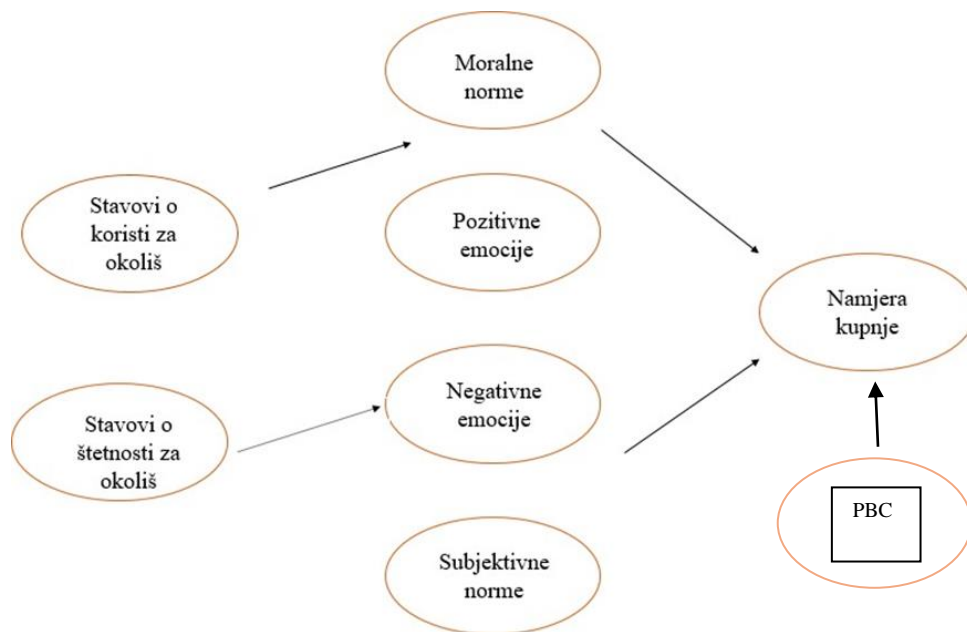 Moralne
norme
Stavovi o
koristi za
okoliš
Pozitivne
emocije
Namjera
kupnje
Stavovi o
štetnosti za
okoliš
Negativne
emocije
PBC
Subjektivne
norme